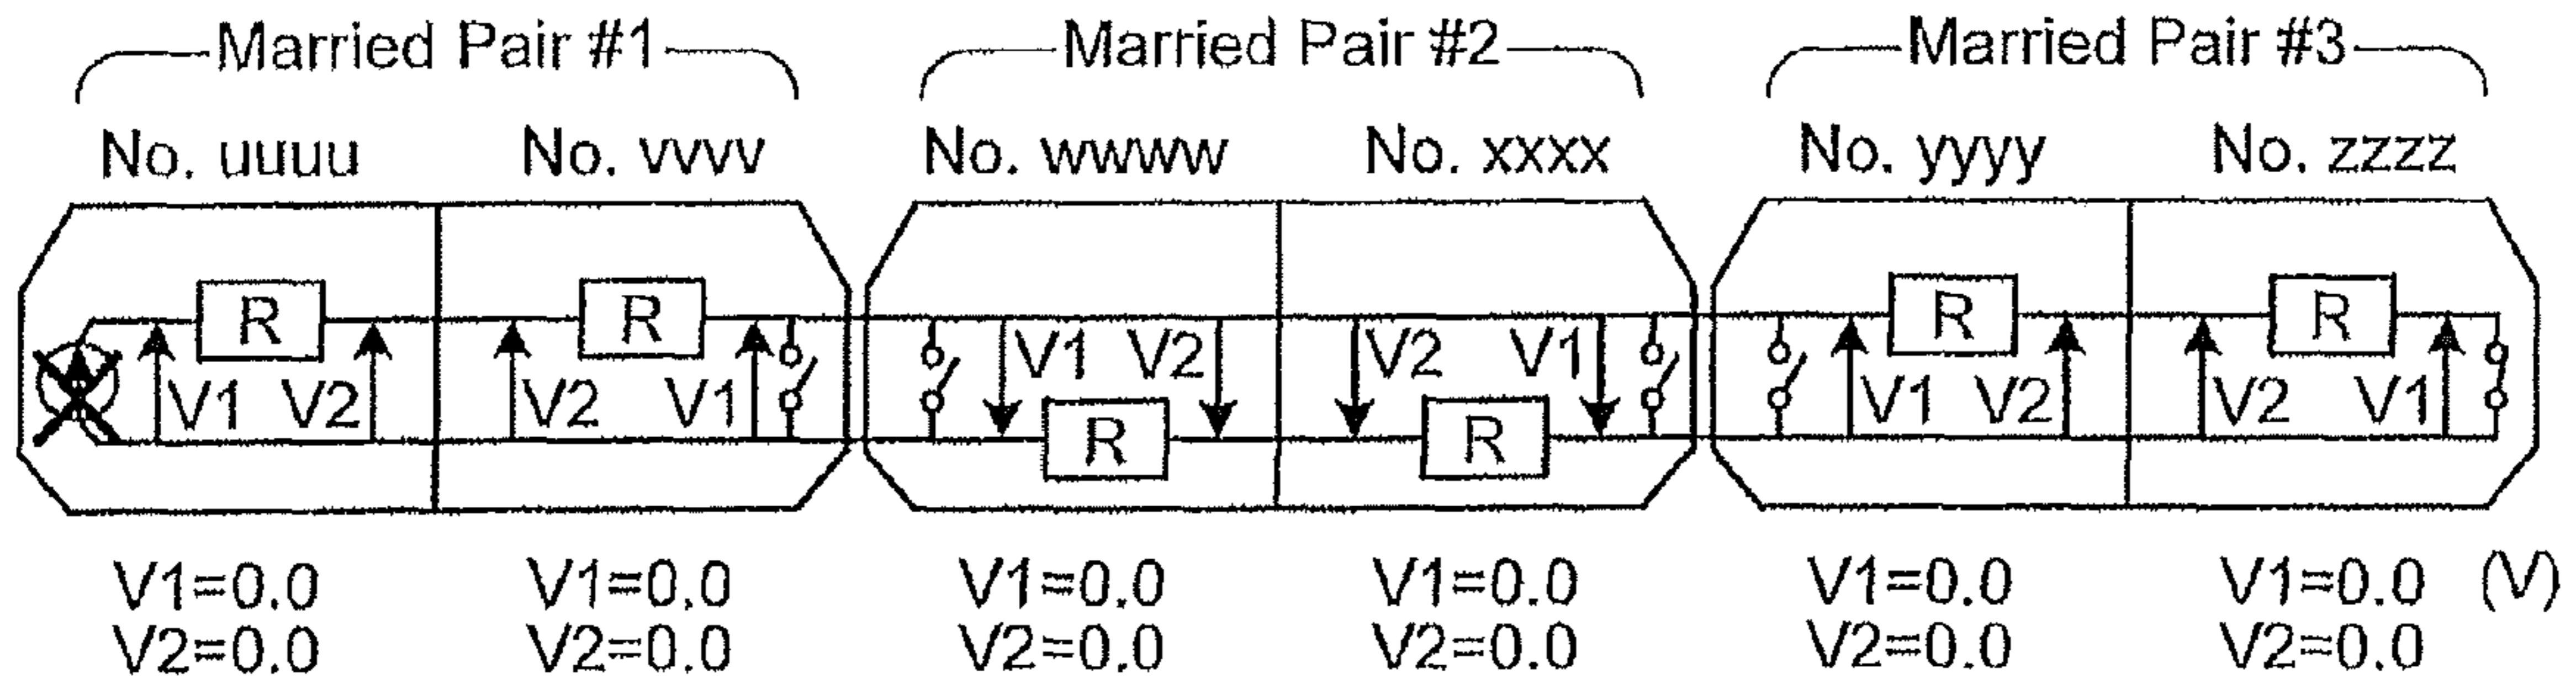 Married Pair #1 Married Pair #2 Married Pair #3
No. uuuu No. vvvv No. wwww No. xxxx No. yyyy No. zzzz
R R R R
V1 V2 V2 V1 V1 V2 V2 V1 V1 V2 V2 V1
R R
V1=0.0 V1=0.0 V1=0.0 V1=0.0 V1=0.0 V1=0.0 (V)
V2=0.0 V2=0.0 V2=0.0 V2=0.0 V2=0.0 V2=0.0